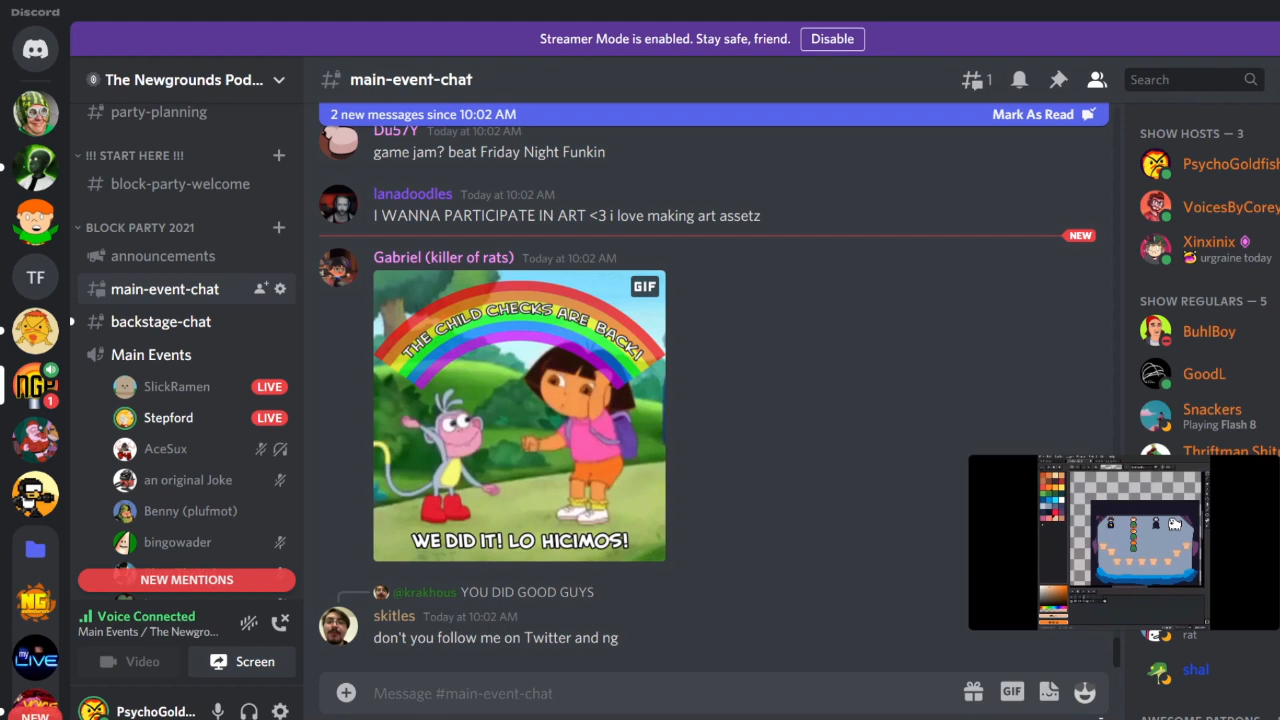 Discord
Streamer Mode is enabled. Stay safe, friend. Disable
The Newgrounds Pod...
party-planning
!!! START HERE !!!
block-party-welcome
BLOCK PARTY 2021
announcements
main-event-chat
backstage-chat
Main Events
SlickRamen LIVE
Stepford LIVE
AceSux
an original Joke
Benny (plufmot)
bingowader
NEW MENTIONS
Voice Connected
Main Events / The Newgro...
Video Screen
PsychoGold...
TF
NGP
1
NG
my LIVE
NEW
main-event-chat
1
Search
2 new messages since 10:02 AM Mark As Read
Du57Y Today at 10:02 AM
game jam? beat Friday Night Funkin
lanadoodles Today at 10:02 AM
I WANNA PARTICIPATE IN ART <3 i love making art assetz
NEW
Gabriel (killer of rats) Today at 10:02 AM
GIF
THE CHILD CHECKS ARE BACK!
WE DID IT! LO HICIMOS!
@krakhous YOU DID GOOD GUYS
skitles Today at 10:02 AM
don't you follow me on Twitter and ng
Message #main-event-chat
GIF
SHOW HOSTS — 3
PsychoGoldfish
VoicesByCorey
Xinxinix
urgraine today
SHOW REGULARS — 5
BuhlBoy
GoodL
Snackers
Playing Flash 8
Thriftman
rat
shal